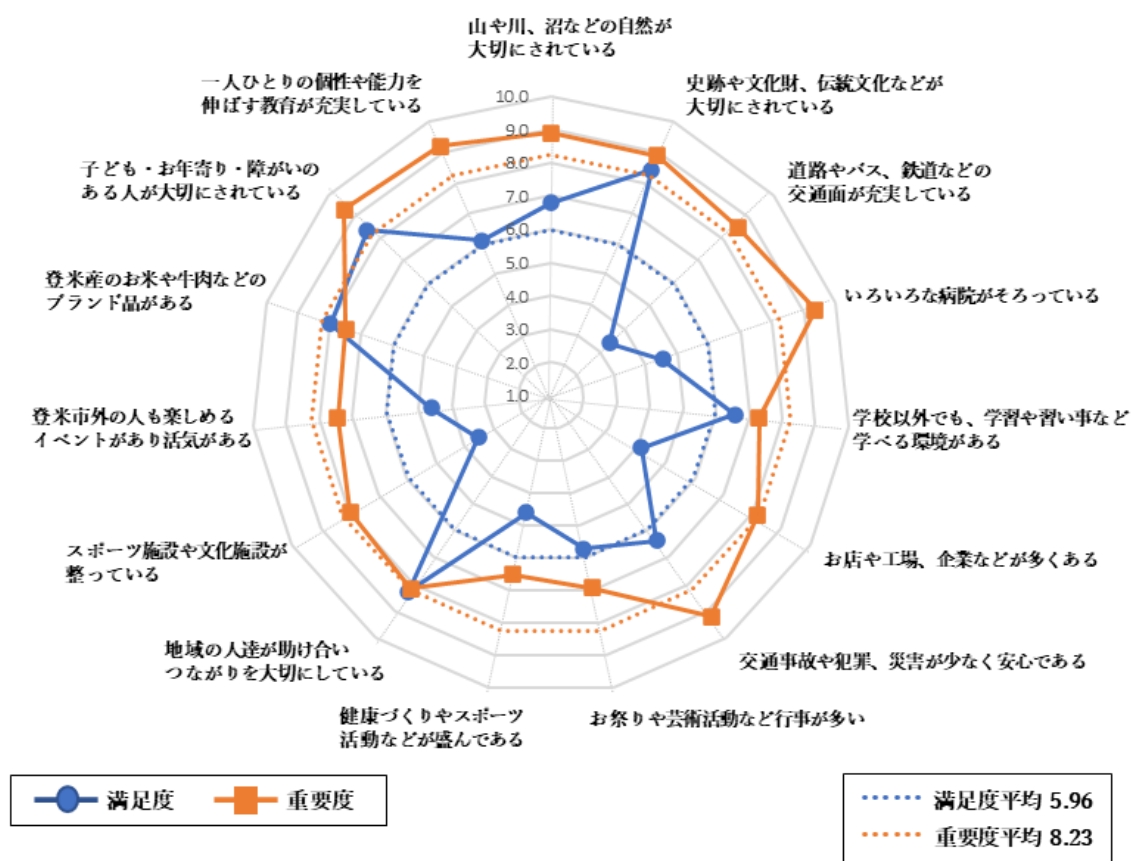 山や川、沼などの自然が
大切にされている
史跡や文化財、伝統文化などが
大切にされている
道路やバス、鉄道などの
交通面が充実している
いろいろな病院がそろっている
学校以外でも、学習や習い事など
学べる環境がある
お店や工場、企業などが多くある
交通事故や犯罪、災害が少なく安心である
お祭りや芸術活動など行事が多い
健康づくりやスポーツ
活動などが盛んである
地域の人達が助け合い
つながりを大切にしている
スポーツ施設や文化施設が
整っている
登米市外の人も楽しめる
イベントがあり活気がある
登米産のお米や牛肉などの
ブランド品がある
子ども・お年寄り・障がいの
ある人が大切にされている
一人ひとりの個性や能力を
伸ばす教育が充実している
10.0
9.0
8.0
7.0
6.0
5.0
4.0
3.0
2.0
1.0
満足度 重要度
満足度平均 5.96
重要度平均 8.23